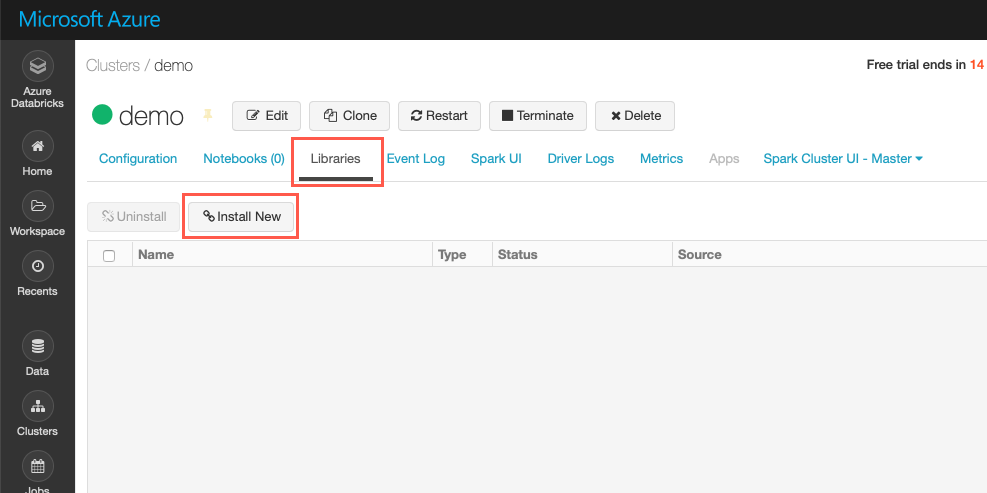 Microsoft Azure
Clusters / demo
Free trial ends in 14
Azure
Databricks
Home
Workspace
Recents
Data
Clusters
Jobs
demo
Edit
Clone
Restart
Terminate
Delete
Configuration
Notebooks (0)
Libraries
Event Log
Spark UI
Driver Logs
Metrics
Apps
Spark Cluster UI - Master
Uninstall
Install New
Name
Type
Status
Source